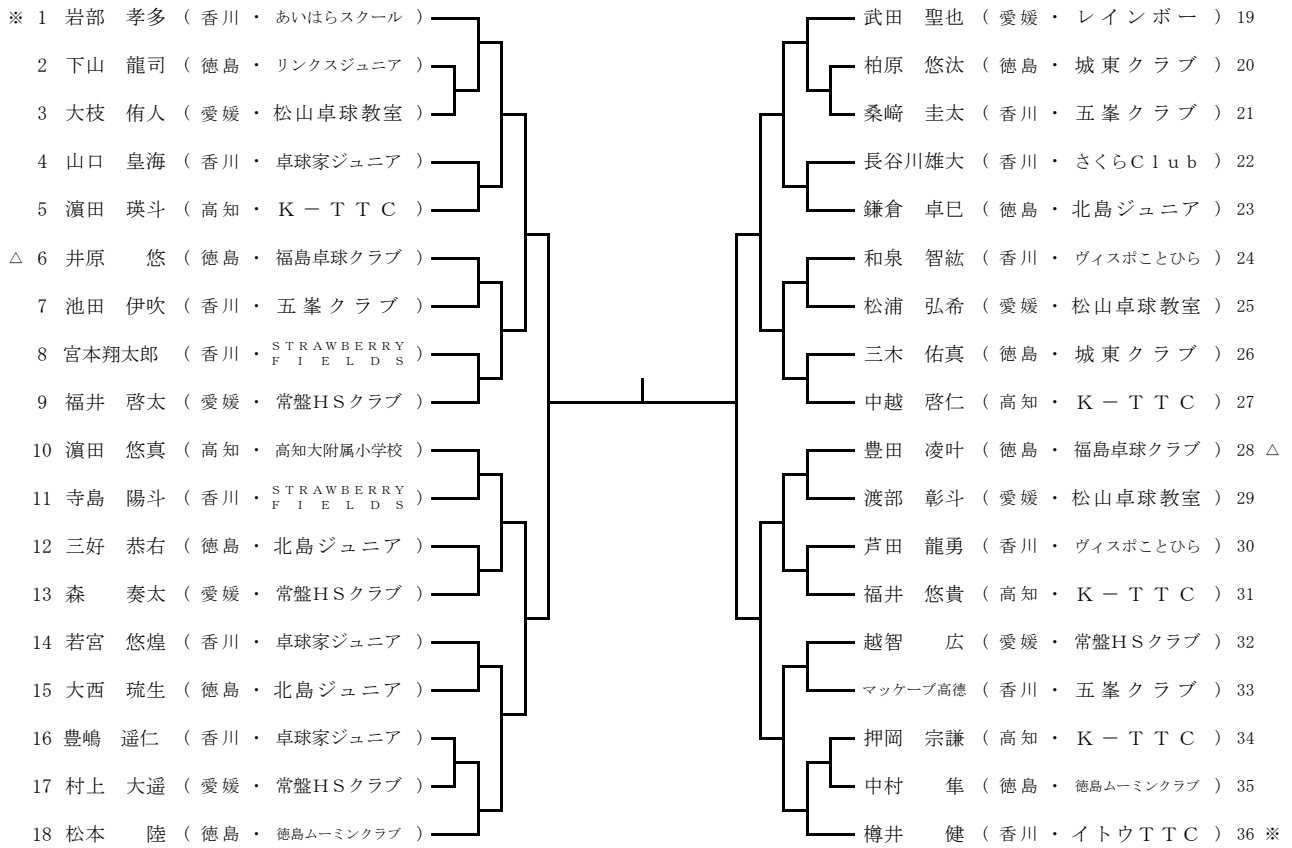 ※ 1 岩部 孝多 ( 香川 ・ あいはらスクール )
2 下山 龍司 ( 徳島 ・ リンクスジュニア )
3 大枝 侑人 ( 愛媛 ・ 松山卓球教室 )
4 山口 皇海 ( 香川 ・ 卓球家ジュニア )
5 濵田 瑛斗 ( 高知 ・ K－TTC )
△ 6 井原 悠 ( 徳島 ・ 福島卓球クラブ )
7 池田 伊吹 ( 香川 ・ 五峯クラブ )
8 宮本翔太郎 ( 香川 ・ STRAWBERRY FIELDS )
9 福井 啓太 ( 愛媛 ・ 常盤HSクラブ )
10 濵田 悠真 ( 高知 ・ 高知大附属小学校 )
11 寺島 陽斗 ( 香川 ・ STRAWBERRY FIELDS )
12 三好 恭右 ( 徳島 ・ 北島ジュニア )
13 森 奏太 ( 愛媛 ・ 常盤HSクラブ )
14 若宮 悠煌 ( 香川 ・ 卓球家ジュニア )
15 大西 琉生 ( 徳島 ・ 北島ジュニア )
16 豊嶋 遥仁 ( 香川 ・ 卓球家ジュニア )
17 村上 大遥 ( 愛媛 ・ 常盤HSクラブ )
18 松本 陸 ( 徳島 ・ 徳島ムーミンクラブ )
武田 聖也 ( 愛媛 ・ レインボー ) 19
柏原 悠汰 ( 徳島 ・ 城東クラブ ) 20
桑﨑 圭太 ( 香川 ・ 五峯クラブ ) 21
長谷川雄大 ( 香川 ・ さくらClub ) 22
鎌倉 卓巳 ( 徳島 ・ 北島ジュニア ) 23
和泉 智紘 ( 香川 ・ ヴィスポことひら ) 24
松浦 弘希 ( 愛媛 ・ 松山卓球教室 ) 25
三木 佑真 ( 徳島 ・ 城東クラブ ) 26
中越 啓仁 ( 高知 ・ K－TTC ) 27
豊田 凌叶 ( 徳島 ・ 福島卓球クラブ ) 28 △
渡部 彰斗 ( 愛媛 ・ 松山卓球教室 ) 29
芦田 龍勇 ( 香川 ・ ヴィスポことひら ) 30
福井 悠貴 ( 高知 ・ K－TTC ) 31
越智 広 ( 愛媛 ・ 常盤HSクラブ ) 32
マッケーブ高德 ( 香川 ・ 五峯クラブ ) 33
押岡 宗謙 ( 高知 ・ K－TTC ) 34
中村 隼 ( 徳島 ・ 徳島ムーミンクラブ ) 35
樽井 健 ( 香川 ・ イトウTTC ) 36 ※